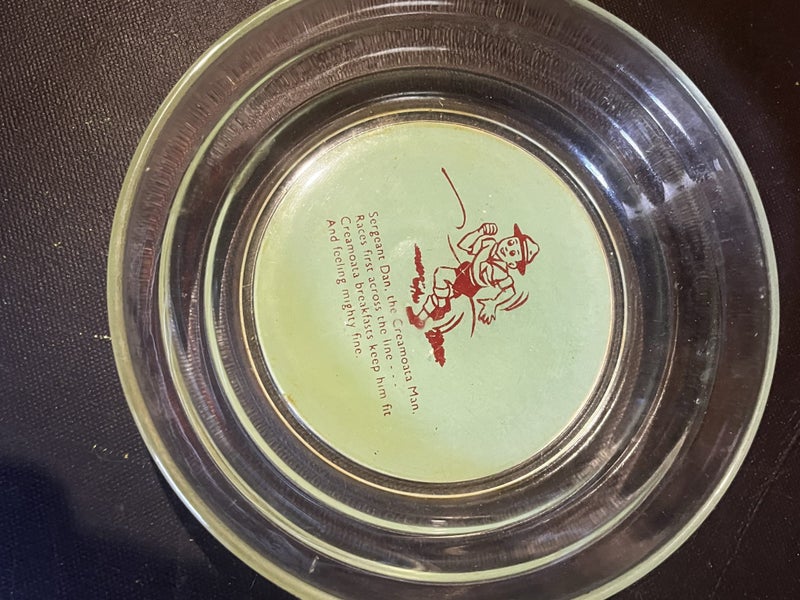 Sergeant Dan, the Creamoata Man,
Races first across the line - - -
Creamoata breakfasts keep him fit
And feeling mighty fine.